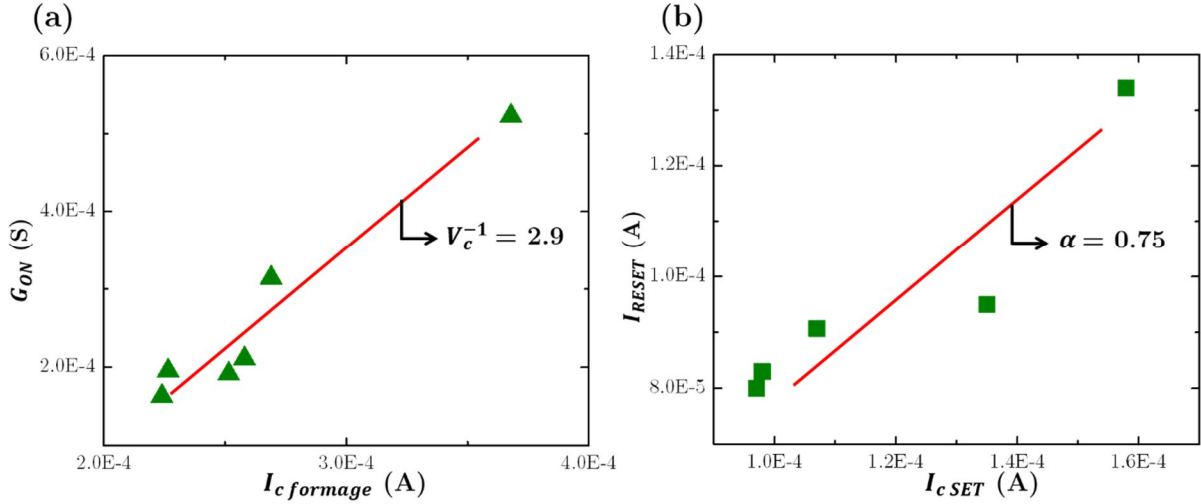 (a)
6.0E-4
4.0E-4
2.0E-4
G_ON (S)
V_c^{-1} = 2.9
2.0E-4 3.0E-4 4.0E-4
I_{c formage} (A)
(b)
1.4E-4
1.2E-4
1.0E-4
8.0E-5
I_RESET (A)
α = 0.75
1.0E-4 1.2E-4 1.4E-4 1.6E-4
I_{c SET} (A)